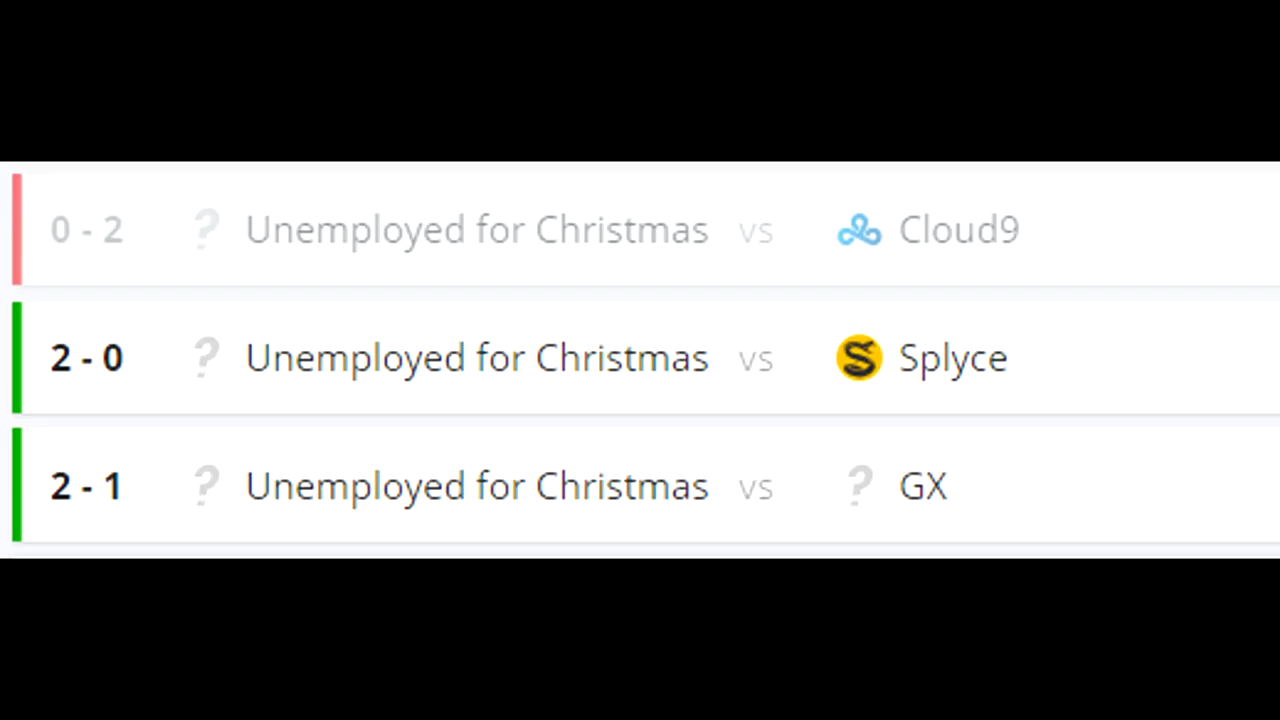 0 - 2 ? Unemployed for Christmas vs Cloud9
2 - 0 ? Unemployed for Christmas vs S Splyce
2 - 1 ? Unemployed for Christmas vs ? GX